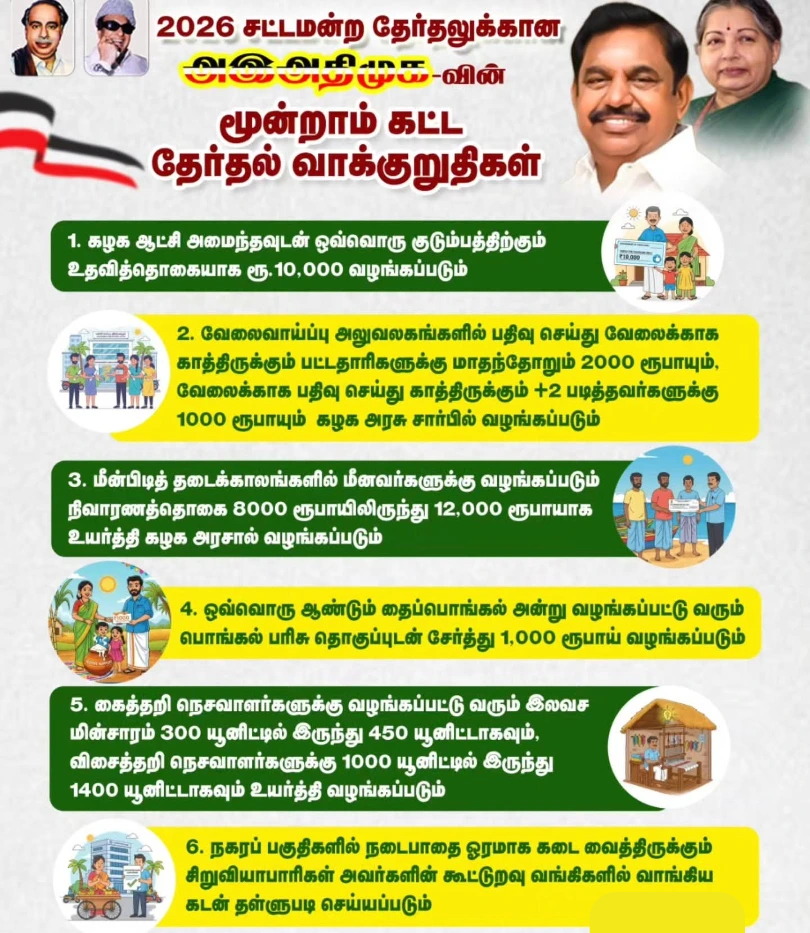 2026 சட்டமன்ற தேர்தலுக்கான
அஇஅதிமுக-வின்
மூன்றாம் கட்ட
தேர்தல் வாக்குறுதிகள்
1. கழக ஆட்சி அமைந்தவுடன் ஒவ்வொரு குடும்பத்திற்கும்
உதவித்தொகையாக ரூ.10,000 வழங்கப்படும்
₹10,000
2. வேலைவாய்ப்பு அலுவலகங்களில் பதிவு செய்து வேலைக்காக
காத்திருக்கும் பட்டதாரிகளுக்கு மாதந்தோறும் 2000 ரூபாயும்,
வேலைக்காக பதிவு செய்து காத்திருக்கும் +2 படித்தவர்களுக்கு
1000 ரூபாயும் கழக அரசு சார்பில் வழங்கப்படும்
3. மீன்பிடித் தடைக்காலங்களில் மீனவர்களுக்கு வழங்கப்படும்
நிவாரணத்தொகை 8000 ரூபாயிலிருந்து 12,000 ரூபாயாக
உயர்த்தி கழக அரசால் வழங்கப்படும்
4. ஒவ்வொரு ஆண்டும் தைப்பொங்கல் அன்று வழங்கப்பட்டு வரும்
பொங்கல் பரிசு தொகுப்புடன் சேர்த்து 1,000 ரூபாய் வழங்கப்படும்
5. கைத்தறி நெசவாளர்களுக்கு வழங்கப்பட்டு வரும் இலவச
மின்சாரம் 300 யூனிட்டில் இருந்து 450 யூனிட்டாகவும்,
விசைத்தறி நெசவாளர்களுக்கு 1000 யூனிட்டில் இருந்து
1400 யூனிட்டாகவும் உயர்த்தி வழங்கப்படும்
6. நகரப் பகுதிகளில் நடைபாதை ஓரமாக கடை வைத்திருக்கும்
சிறுவியாபாரிகள் அவர்களின் கூட்டுறவு வங்கிகளில் வாங்கிய
கடன் தள்ளுபடி செய்யப்படும்